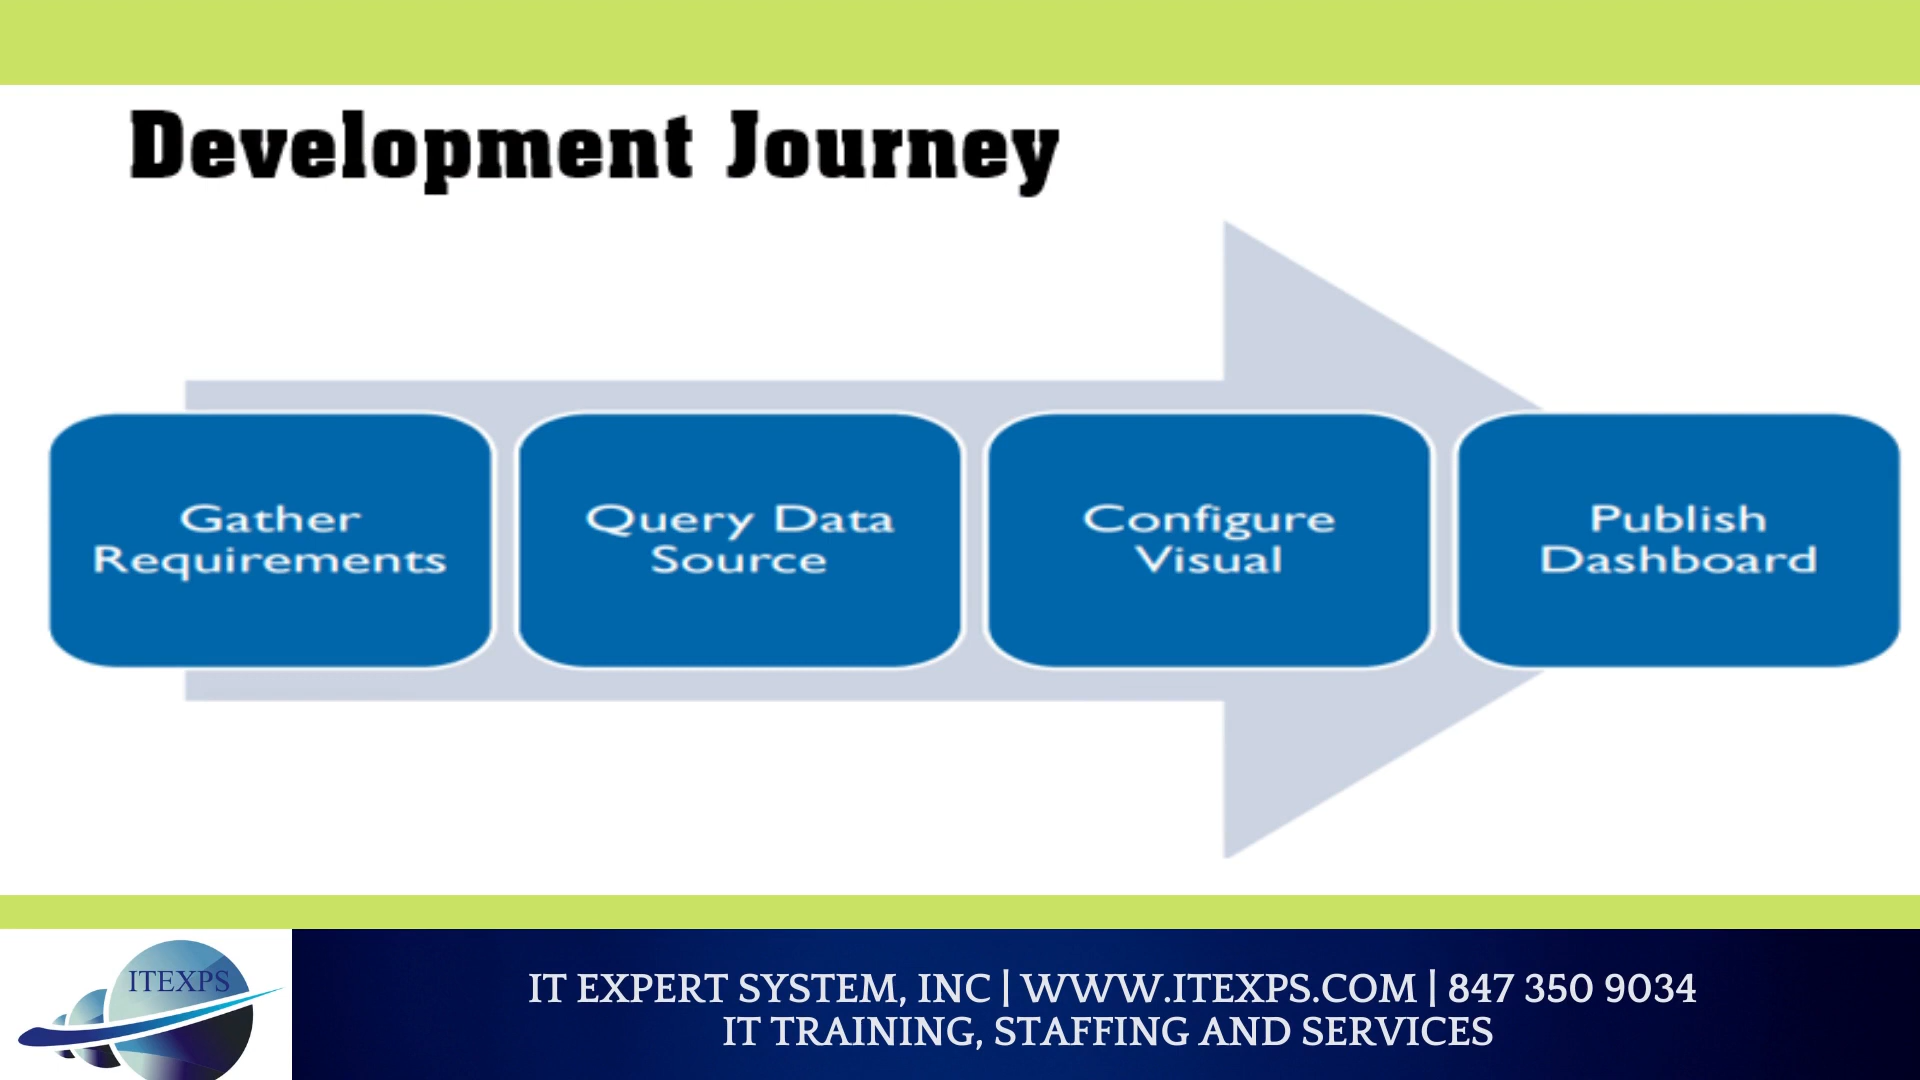 Development Journey
Gather
Requirements
Query Data
Source
Configure
Visual
Publish
Dashboard
ITEXPS
IT EXPERT SYSTEM, INC | WWW.ITEXPS.COM | 847 350 9034
IT TRAINING, STAFFING AND SERVICES